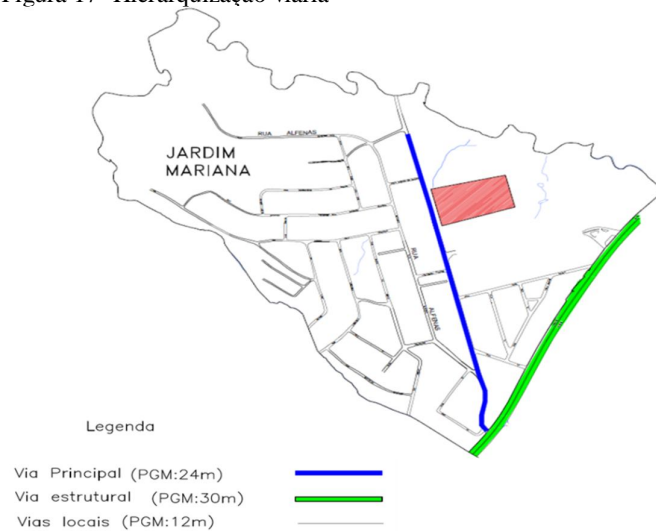 Figura 17- Hierarquização viária
RUA ALFENAS
JARDIM
MARIANA
RUA
ALFENAS
Legenda
Via Principal (PGM:24m)
Via estrutural (PGM:30m)
Vias locais (PGM:12m)